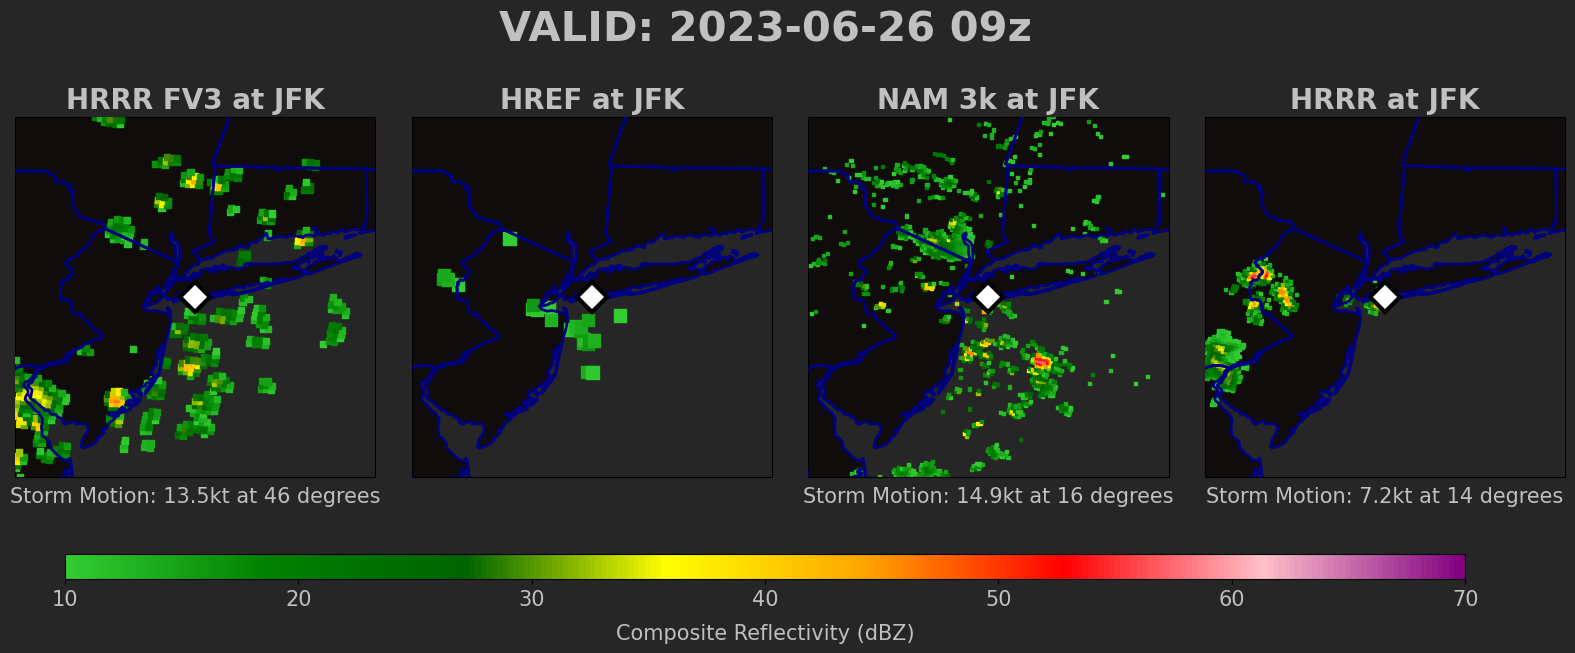 VALID: 2023-06-26 09z
HRRR FV3 at JFK
HREF at JFK
NAM 3k at JFK
HRRR at JFK
Storm Motion: 13.5kt at 46 degrees
Storm Motion: 14.9kt at 16 degrees
Storm Motion: 7.2kt at 14 degrees
10 20 30 40 50 60 70
Composite Reflectivity (dBZ)